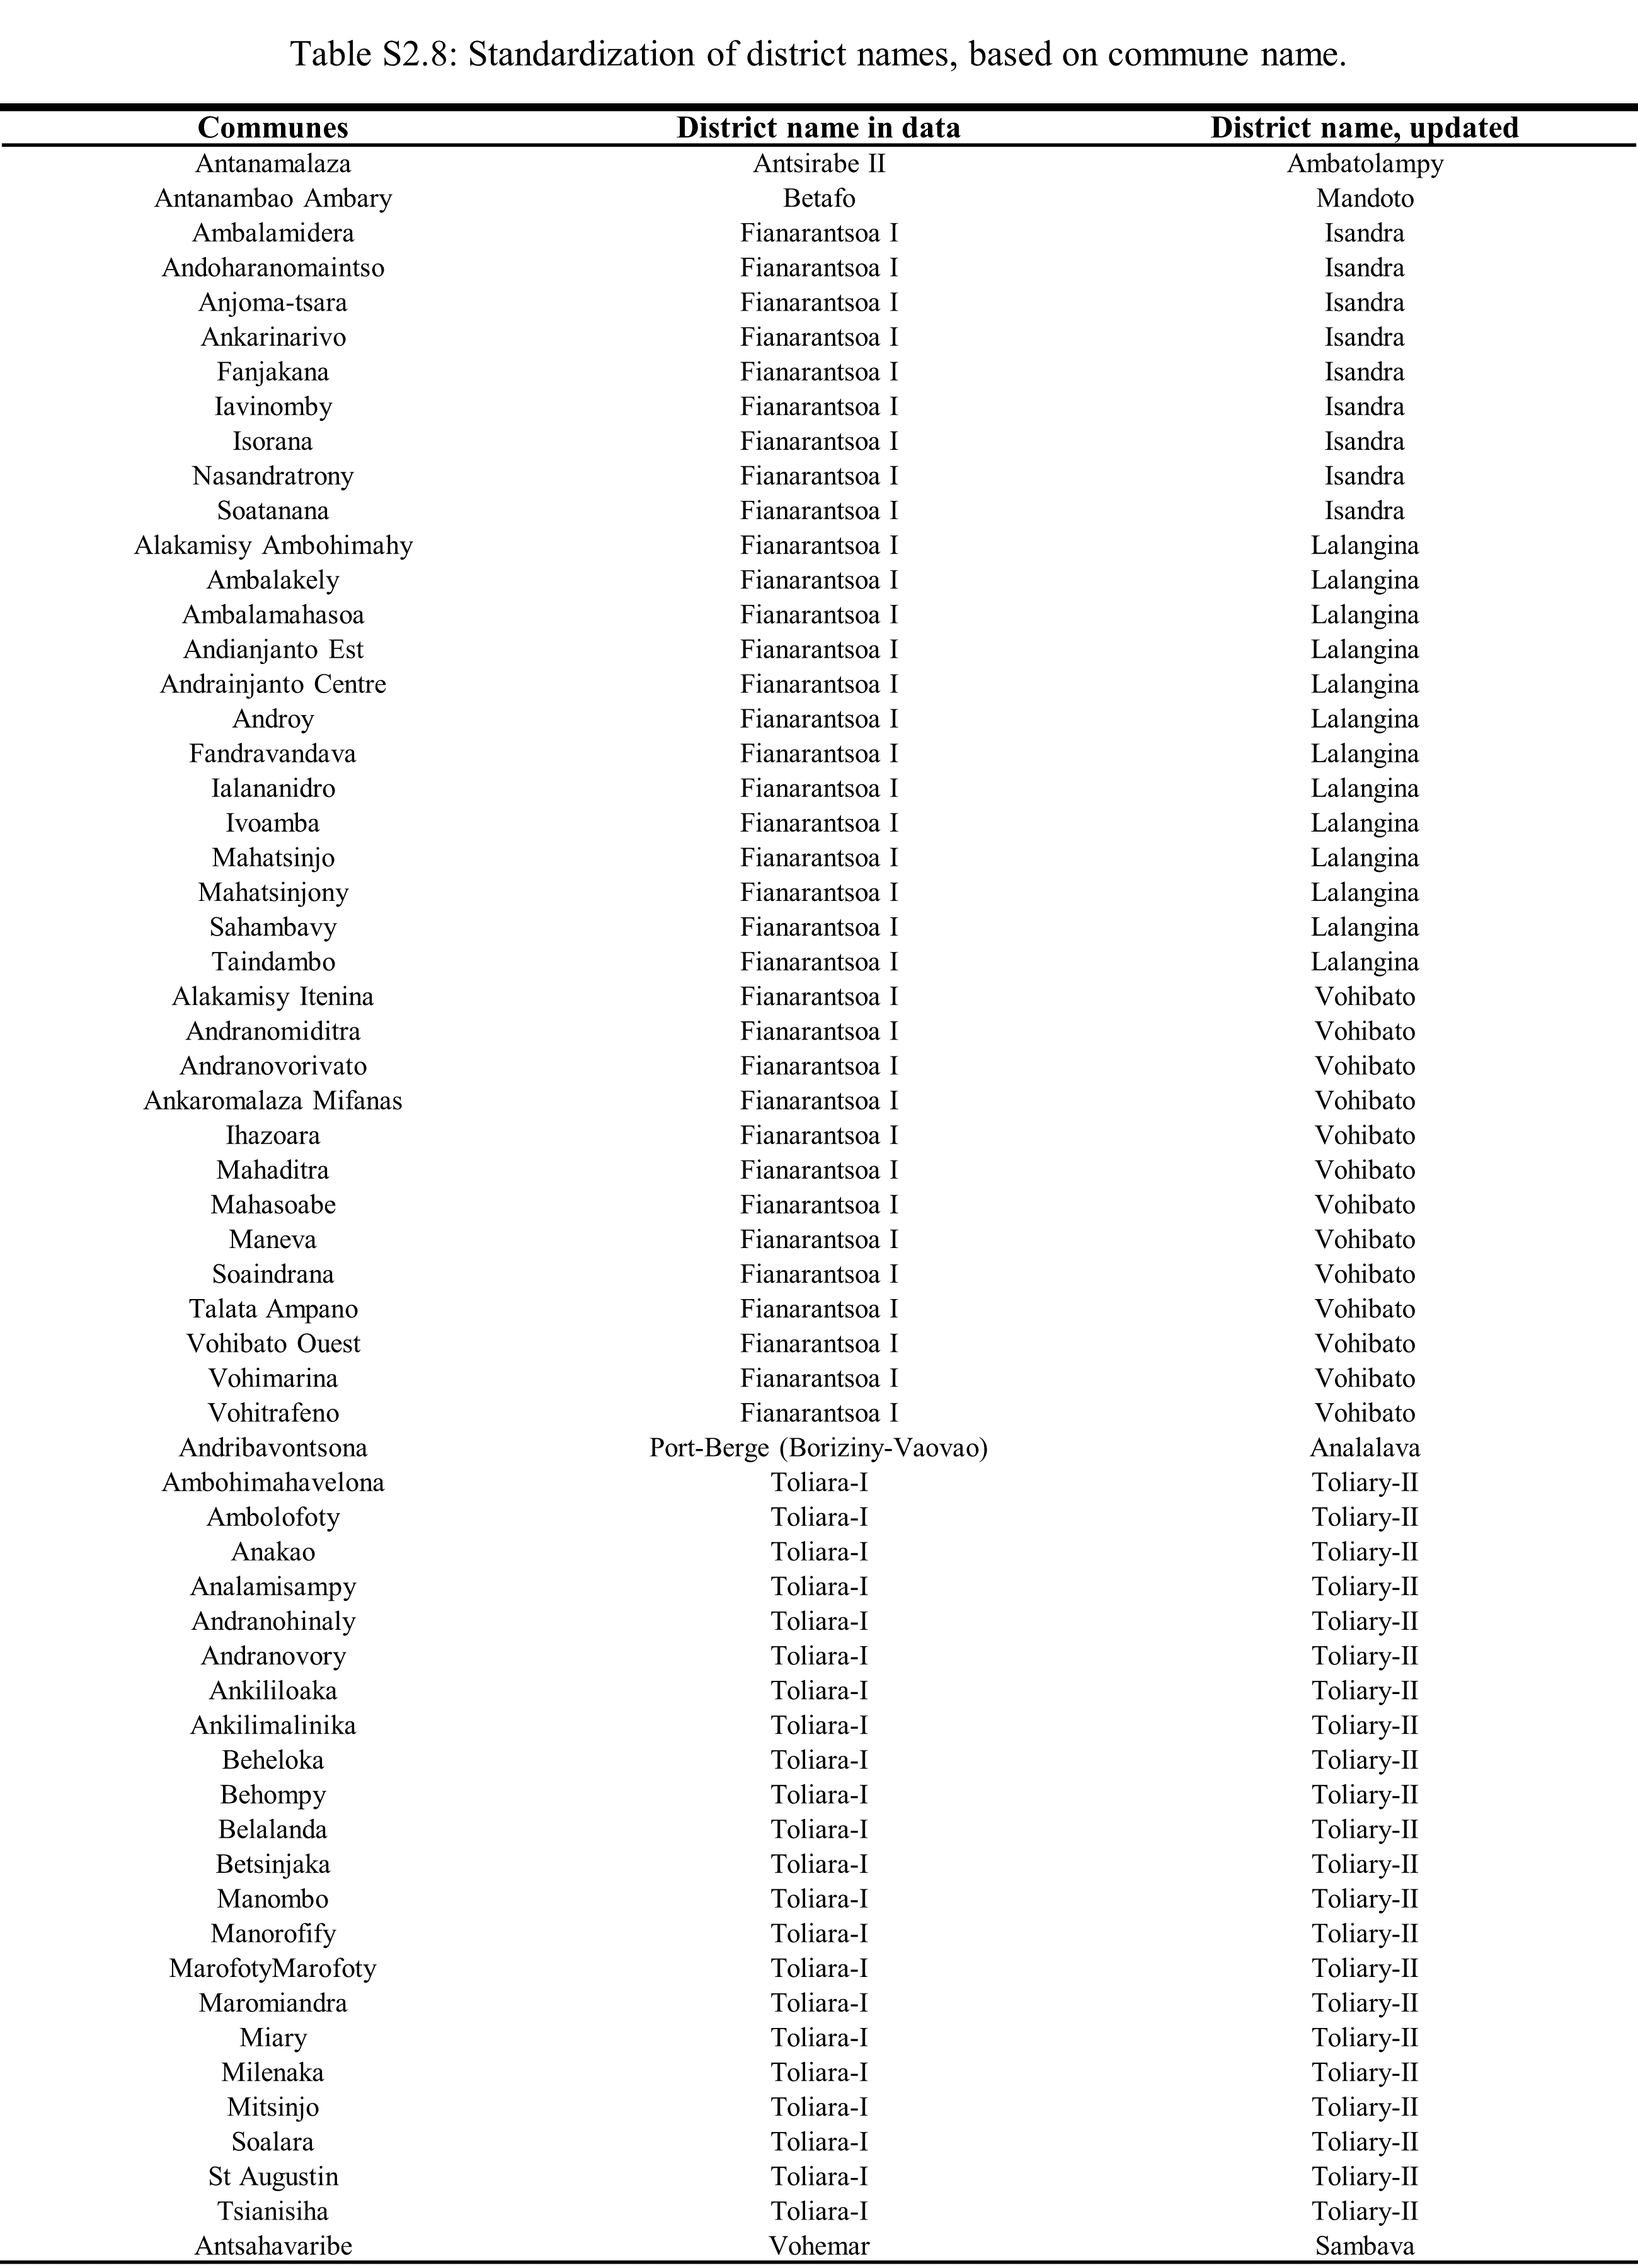 Table S2.8: Standardization of district names, based on commune name.
Communes District name in data District name, updated
Antanamalaza Antsirabe II Ambatolampy
Antanambao Ambary Betafo Mandoto
Ambalamidera Fianarantsoa I Isandra
Andoharanomaintso Fianarantsoa I Isandra
Anjoma-tsara Fianarantsoa I Isandra
Ankarinarivo Fianarantsoa I Isandra
Fanjakana Fianarantsoa I Isandra
Iavinomby Fianarantsoa I Isandra
Isorana Fianarantsoa I Isandra
Nasandratrony Fianarantsoa I Isandra
Soatanana Fianarantsoa I Isandra
Alakamisy Ambohimahy Fianarantsoa I Lalangina
Ambalakely Fianarantsoa I Lalangina
Ambalamahasoa Fianarantsoa I Lalangina
Andianjanto Est Fianarantsoa I Lalangina
Andrainjanto Centre Fianarantsoa I Lalangina
Androy Fianarantsoa I Lalangina
Fandravandava Fianarantsoa I Lalangina
Ialananidro Fianarantsoa I Lalangina
Ivoamba Fianarantsoa I Lalangina
Mahatsinjo Fianarantsoa I Lalangina
Mahatsinjony Fianarantsoa I Lalangina
Sahambavy Fianarantsoa I Lalangina
Taindambo Fianarantsoa I Lalangina
Alakamisy Itenina Fianarantsoa I Vohibato
Andranomiditra Fianarantsoa I Vohibato
Andranovorivato Fianarantsoa I Vohibato
Ankaromalaza Mifanas Fianarantsoa I Vohibato
Ihazoara Fianarantsoa I Vohibato
Mahaditra Fianarantsoa I Vohibato
Mahasoabe Fianarantsoa I Vohibato
Maneva Fianarantsoa I Vohibato
Soaindrana Fianarantsoa I Vohibato
Talata Ampano Fianarantsoa I Vohibato
Vohibato Ouest Fianarantsoa I Vohibato
Vohimarina Fianarantsoa I Vohibato
Vohitrafeno Fianarantsoa I Vohibato
Andribavontsona Port-Berge (Boriziny-Vaovao) Analalava
Ambohimahavelona Toliara-I Toliary-II
Ambolofoty Toliara-I Toliary-II
Anakao Toliara-I Toliary-II
Analamisampy Toliara-I Toliary-II
Andranohinaly Toliara-I Toliary-II
Andranovory Toliara-I Toliary-II
Ankililoaka Toliara-I Toliary-II
Ankilimalinika Toliara-I Toliary-II
Beheloka Toliara-I Toliary-II
Behompy Toliara-I Toliary-II
Belalanda Toliara-I Toliary-II
Betsinjaka Toliara-I Toliary-II
Manombo Toliara-I Toliary-II
Manorofify Toliara-I Toliary-II
MarofotyMarofoty Toliara-I Toliary-II
Maromiandra Toliara-I Toliary-II
Miary Toliara-I Toliary-II
Milenaka Toliara-I Toliary-II
Mitsinjo Toliara-I Toliary-II
Soalara Toliara-I Toliary-II
St Augustin Toliara-I Toliary-II
Tsianisiha Toliara-I Toliary-II
Antsahavaribe Vohemar Sambava